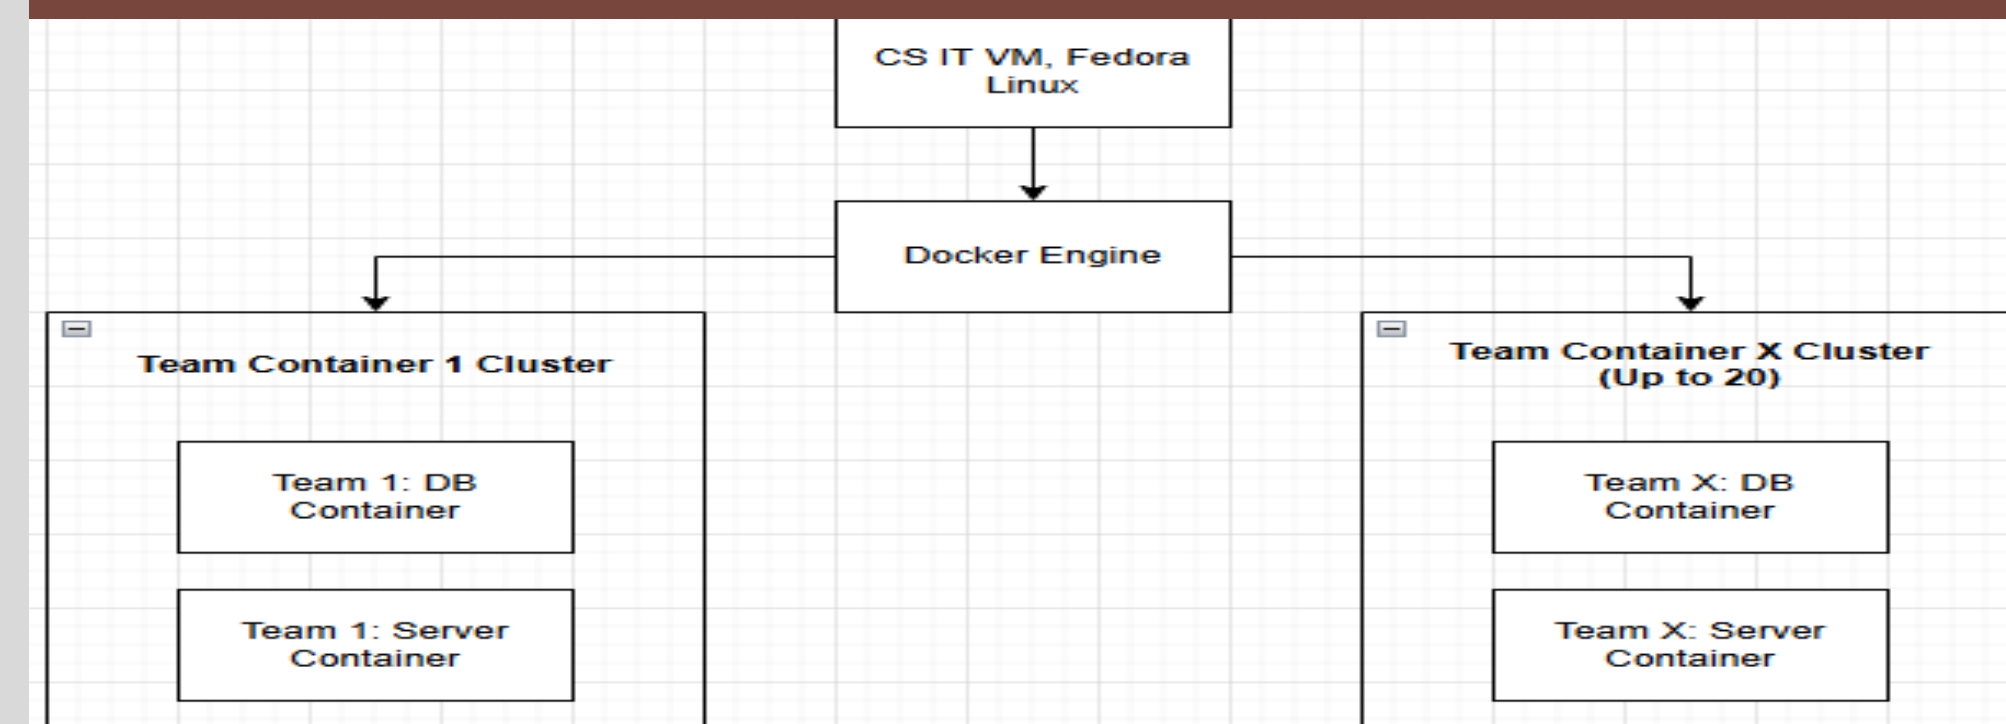 CS IT VM, Fedora
Linux
Docker Engine
Team Container 1 Cluster
Team 1: DB
Container
Team 1: Server
Container
Team Container X Cluster
(Up to 20)
Team X: DB
Container
Team X: Server
Container